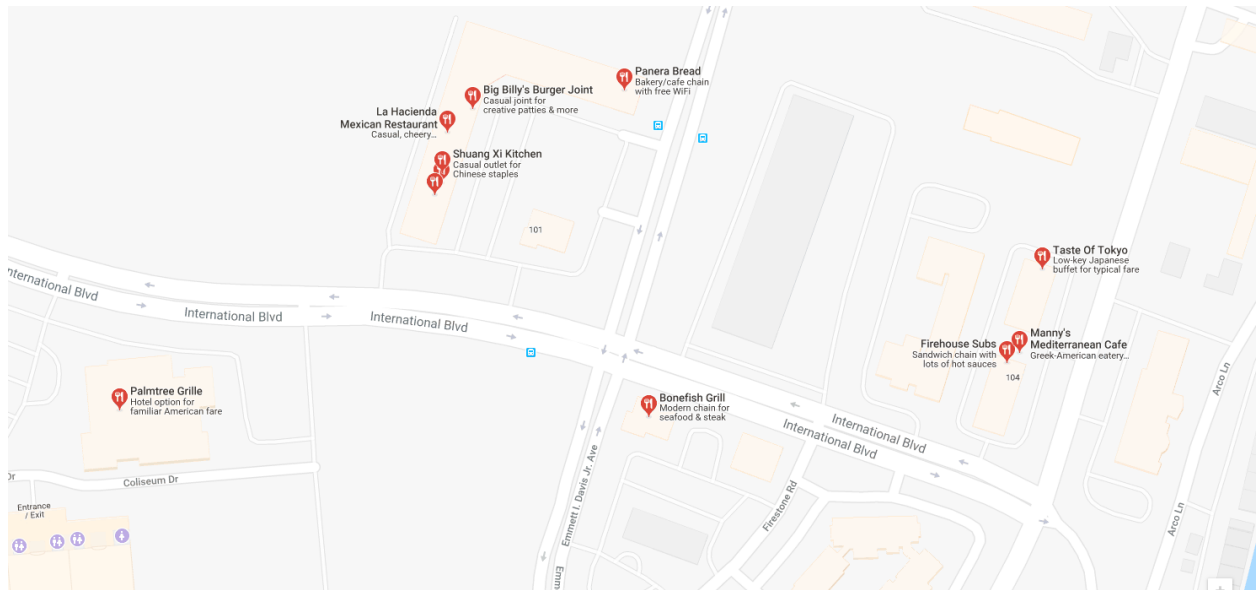 Panera Bread
Bakery/cafe chain
with free WiFi
Big Billy's Burger Joint
Casual joint for
creative patties & more
La Hacienda
Mexican Restaurant
Casual, cheery...
Shuang Xi Kitchen
Casual outlet for
Chinese staples
101
Taste Of Tokyo
Low-key Japanese
buffet for typical fare
International Blvd
International Blvd
International Blvd
Manny's
Mediterranean Cafe
Greek-American eatery...
Firehouse Subs
Sandwich chain with
lots of hot sauces
104
Arco Ln
Palmtree Grille
Hotel option for
familiar American fare
Bonefish Grill
Modern chain for
seafood & steak
International Blvd
International Blvd
Dr
Coliseum Dr
Emmett I. Davis Jr. Ave
Firestone Rd
Arco Ln
Entrance
/ Exit
Emm